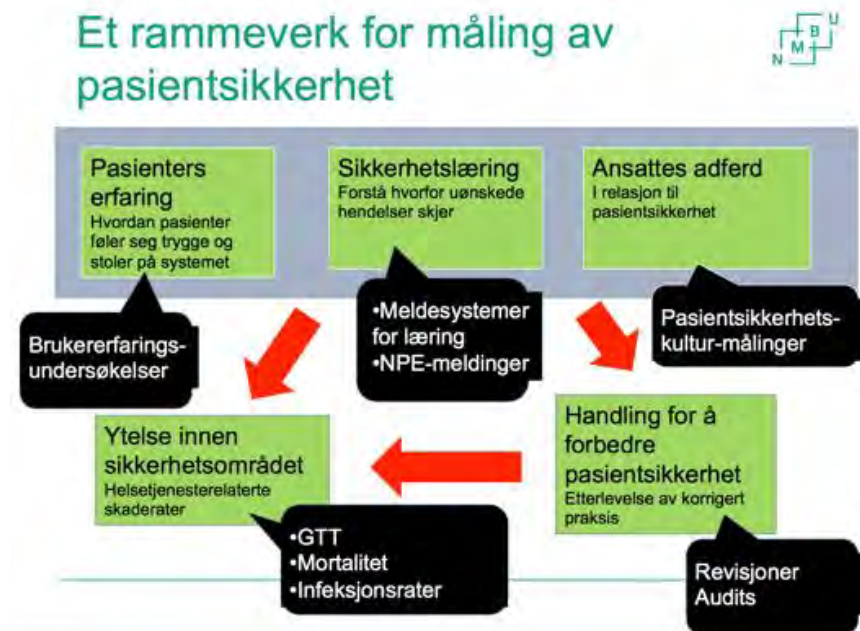 Et rammeverk for måling av
pasientsikkerhet
N M B U
Pasienters
erfaring
Hvordan pasienter
føler seg trygge og
stoler på systemet
Sikkerhetslæring
Forstå hvorfor uønskede
hendelser skjer
Ansattes adferd
I relasjon til
pasientsikkerhet
Brukererfarings-
undersøkelser
•Meldesystemer
for læring
•NPE-meldinger
Pasientsikkerhets-
kultur-målinger
Ytelse innen
sikkerhetsområdet
Helsetjenesterelaterte
skaderater
Handling for å
forbedre
pasientsikkerhet
Etterlevelse av korrigert
praksis
•GTT
•Mortalitet
•Infeksjonsrater
Revisjoner
Audits